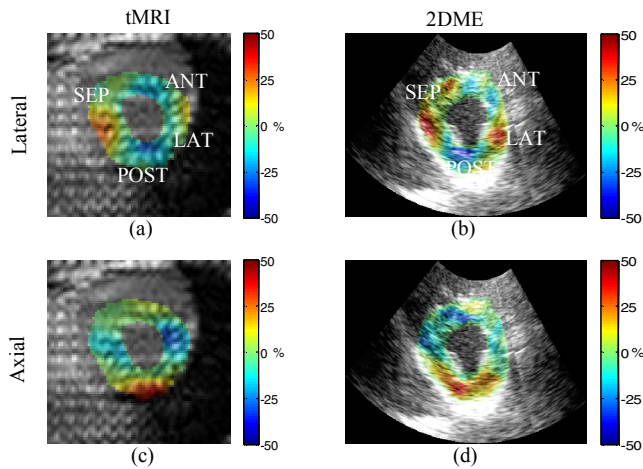 tMRI
2DME
Lateral
SEP
ANT
LAT
POST
50
25
0 %
-25
-50
(a)
SEP
ANT
LAT
POST
50
25
0 %
-25
-50
(b)
Axial
50
25
0 %
-25
-50
(c)
50
25
0 %
-25
-50
(d)